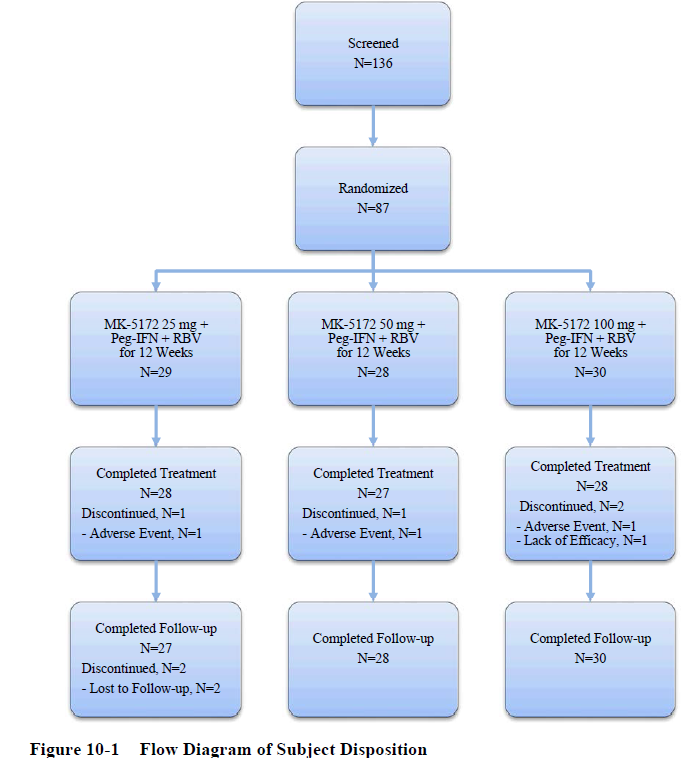 Screened
N=136
Randomized
N=87
MK-5172 25 mg +
Peg-IFN + RBV
for 12 Weeks
N=29
MK-5172 50 mg +
Peg-IFN + RBV
for 12 Weeks
N=28
MK-5172 100 mg +
Peg-IFN + RBV
for 12 Weeks
N=30
Completed Treatment
N=28
Discontinued, N=1
- Adverse Event, N=1
Completed Treatment
N=27
Discontinued, N=1
- Adverse Event, N=1
Completed Treatment
N=28
Discontinued, N=2
- Adverse Event, N=1
- Lack of Efficacy, N=1
Completed Follow-up
N=27
Discontinued, N=2
- Lost to Follow-up, N=2
Completed Follow-up
N=28
Completed Follow-up
N=30
Figure 10-1 Flow Diagram of Subject Disposition